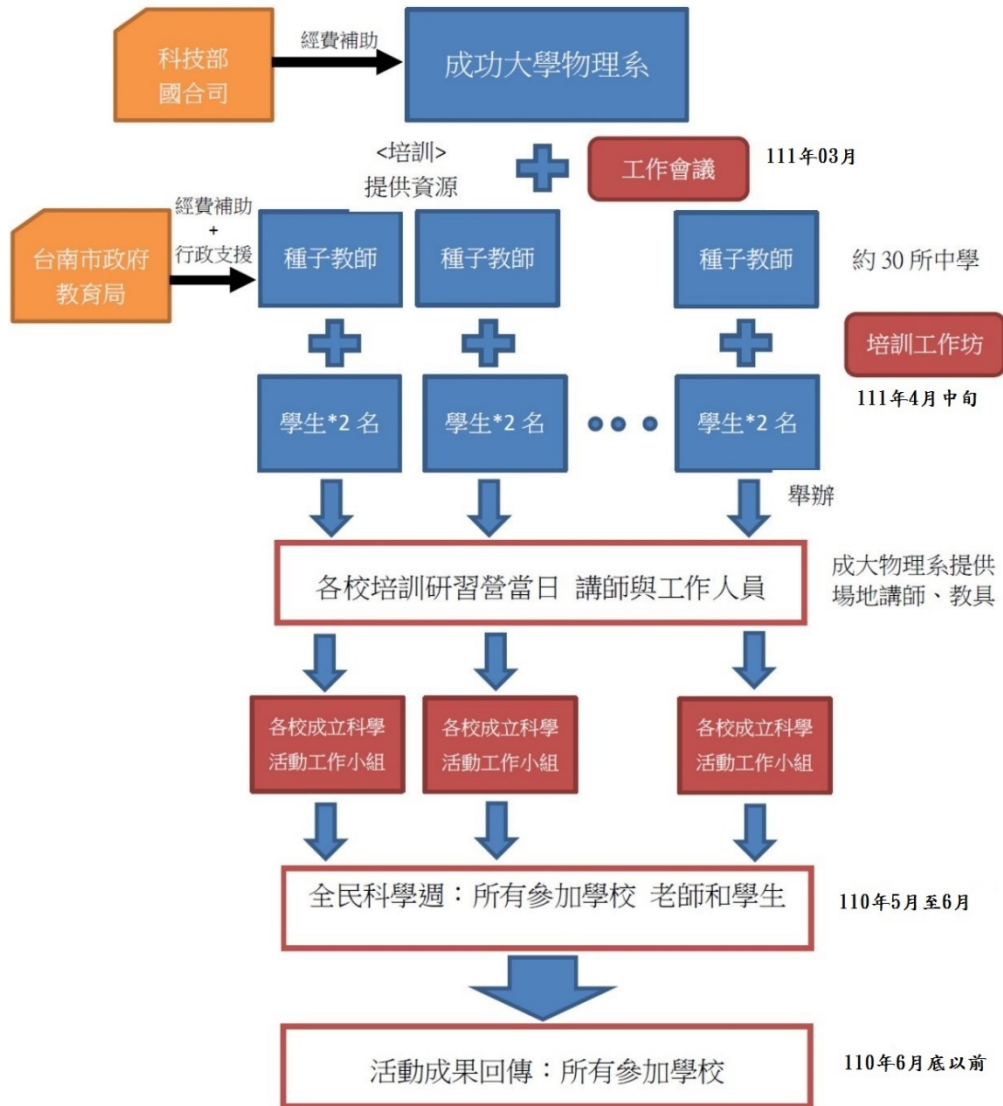 科技部
國合司
經費補助
成功大學物理系
<培訓>
提供資源
工作會議
111年03月
台南市政府
教育局
經費補助
+
行政支援
種子教師
種子教師
種子教師
約 30 所中學
培訓工作坊
111年4月中旬
學生*2 名
學生*2 名
學生*2 名
舉辦
各校培訓研習營當日 講師與工作人員
成大物理系提供
場地講師、教具
各校成立科學
活動工作小組
各校成立科學
活動工作小組
各校成立科學
活動工作小組
全民科學週：所有參加學校 老師和學生
110年5月至6月
活動成果回傳：所有參加學校
110年6月底以前